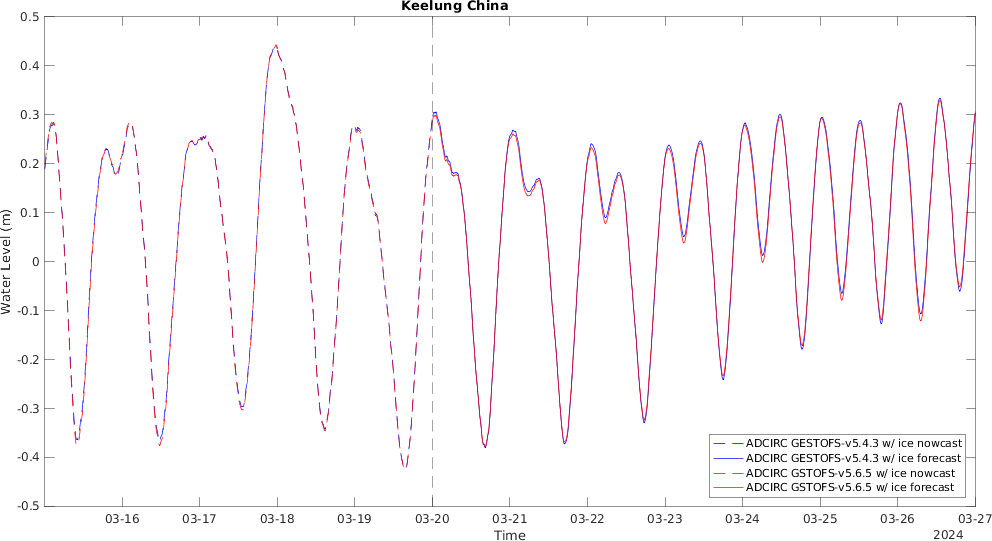 Keelung China
0.5
0.4
0.3
0.2
0.1
0
-0.1
-0.2
-0.3
-0.4
-0.5
Water Level (m)
ADCIRC GESTOFS-v5.4.3 w/ ice nowcast
ADCIRC GESTOFS-v5.4.3 w/ ice forecast
ADCIRC GSTOFS-v5.6.5 w/ ice nowcast
ADCIRC GSTOFS-v5.6.5 w/ ice forecast
03-16 03-17 03-18 03-19 03-20 03-21 03-22 03-23 03-24 03-25 03-26 03-27
Time
2024